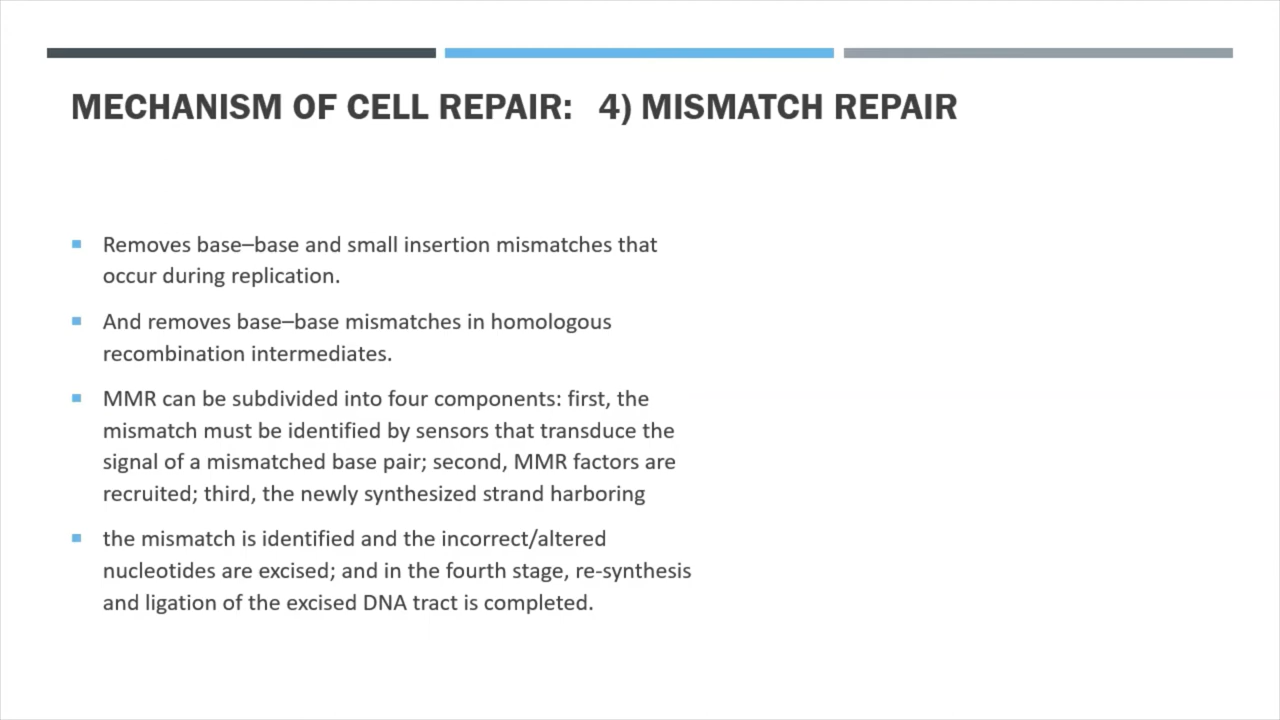 MECHANISM OF CELL REPAIR: 4) MISMATCH REPAIR
Removes base–base and small insertion mismatches that
occur during replication.
And removes base–base mismatches in homologous
recombination intermediates.
MMR can be subdivided into four components: first, the
mismatch must be identified by sensors that transduce the
signal of a mismatched base pair; second, MMR factors are
recruited; third, the newly synthesized strand harboring
the mismatch is identified and the incorrect/altered
nucleotides are excised; and in the fourth stage, re-synthesis
and ligation of the excised DNA tract is completed.